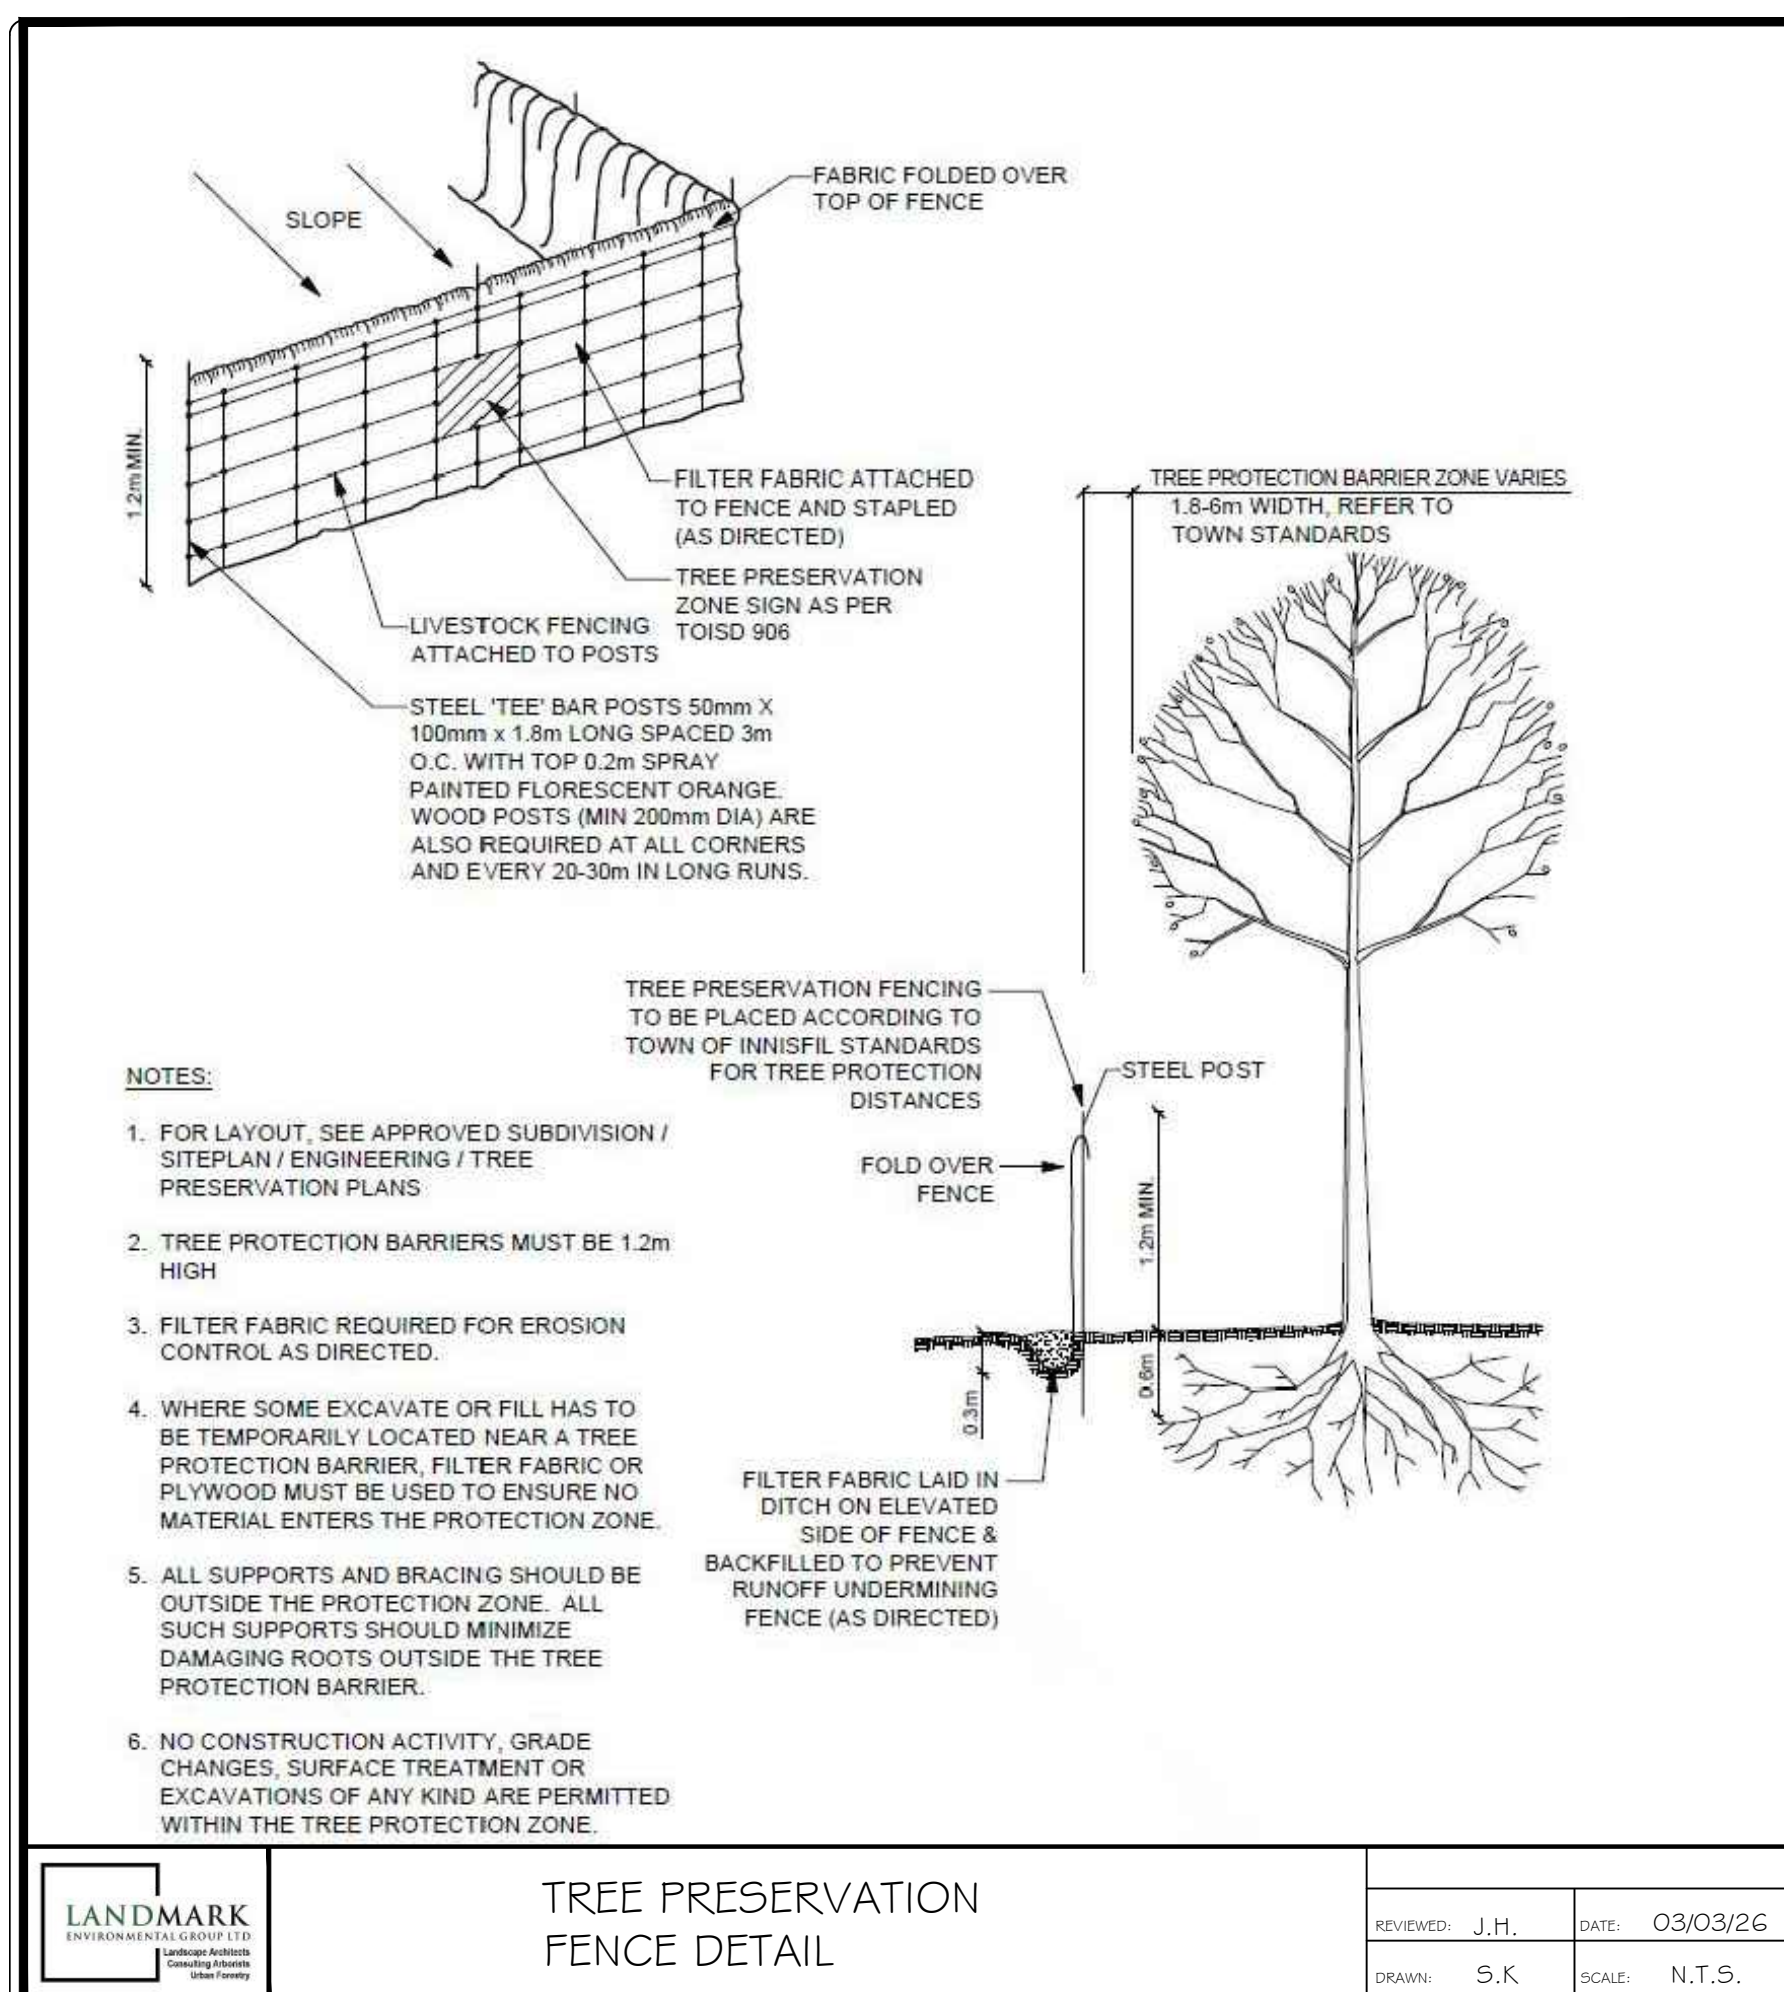 FABRIC FOLDED OVER
TOP OF FENCE
SLOPE
1.2m MIN.
FILTER FABRIC ATTACHED
TO FENCE AND STAPLED
(AS DIRECTED)
TREE PRESERVATION
ZONE SIGN AS PER
TOISD 906
LIVESTOCK FENCING
ATTACHED TO POSTS
STEEL 'TEE' BAR POSTS 50mm X
100mm x 1.8m LONG SPACED 3m
O.C. WITH TOP 0.2m SPRAY
PAINTED FLORESCENT ORANGE.
WOOD POSTS (MIN 200mm DIA) ARE
ALSO REQUIRED AT ALL CORNERS
AND EVERY 20-30m IN LONG RUNS.
TREE PROTECTION BARRIER ZONE VARIES
1.8-6m WIDTH, REFER TO
TOWN STANDARDS
TREE PRESERVATION FENCING
TO BE PLACED ACCORDING TO
TOWN OF INNISFIL STANDARDS
FOR TREE PROTECTION
DISTANCES
STEEL POST
FOLD OVER
FENCE
1.2m MIN.
0.6m
0.3m
FILTER FABRIC LAID IN
DITCH ON ELEVATED
SIDE OF FENCE &
BACKFILLED TO PREVENT
RUNOFF UNDERMINING
FENCE (AS DIRECTED)
NOTES:
1. FOR LAYOUT, SEE APPROVED SUBDIVISION /
SITEPLAN / ENGINEERING / TREE
PRESERVATION PLANS
2. TREE PROTECTION BARRIERS MUST BE 1.2m
HIGH
3. FILTER FABRIC REQUIRED FOR EROSION
CONTROL AS DIRECTED.
4. WHERE SOME EXCAVATE OR FILL HAS TO
BE TEMPORARILY LOCATED NEAR A TREE
PROTECTION BARRIER, FILTER FABRIC OR
PLYWOOD MUST BE USED TO ENSURE NO
MATERIAL ENTERS THE PROTECTION ZONE.
5. ALL SUPPORTS AND BRACING SHOULD BE
OUTSIDE THE PROTECTION ZONE. ALL
SUCH SUPPORTS SHOULD MINIMIZE
DAMAGING ROOTS OUTSIDE THE TREE
PROTECTION BARRIER.
6. NO CONSTRUCTION ACTIVITY, GRADE
CHANGES, SURFACE TREATMENT OR
EXCAVATIONS OF ANY KIND ARE PERMITTED
WITHIN THE TREE PROTECTION ZONE.
LANDMARK
ENVIRONMENTAL GROUP LTD
Landscape Architects
Consulting Arborists
Urban Forestry
TREE PRESERVATION
FENCE DETAIL
REVIEWED: J.H.
DATE: 03/03/26
DRAWN: S.K
SCALE: N.T.S.